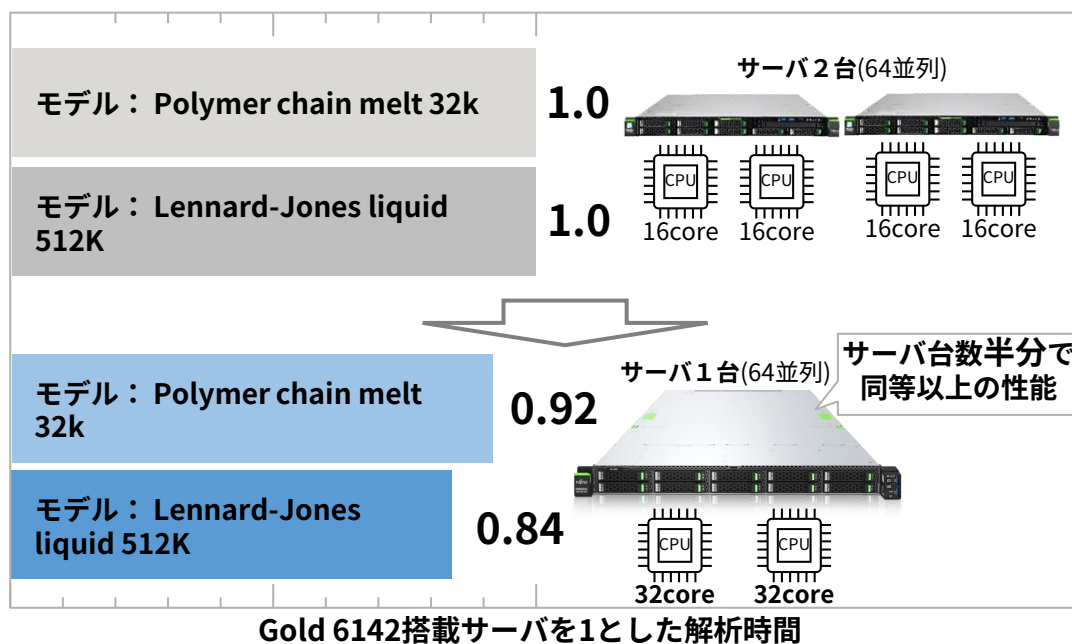 モデル： Polymer chain melt 32k
1.0
サーバ２台(64並列)
CPU
CPU
CPU
CPU
16core
16core
16core
16core
モデル： Lennard-Jones liquid
512K
1.0
サーバ台数半分で
同等以上の性能
モデル： Polymer chain melt
32k
0.92
サーバ１台(64並列)
モデル： Lennard-Jones
liquid 512K
0.84
CPU
CPU
32core
32core
Gold 6142搭載サーバを1とした解析時間